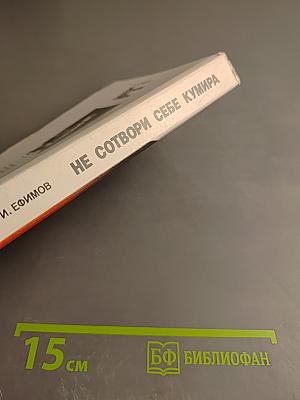 И. ЕФИМОВ НЕ СОТВОРИ СЕБЕ КУМИРА
15 см
БФ БИБЛИОФАН